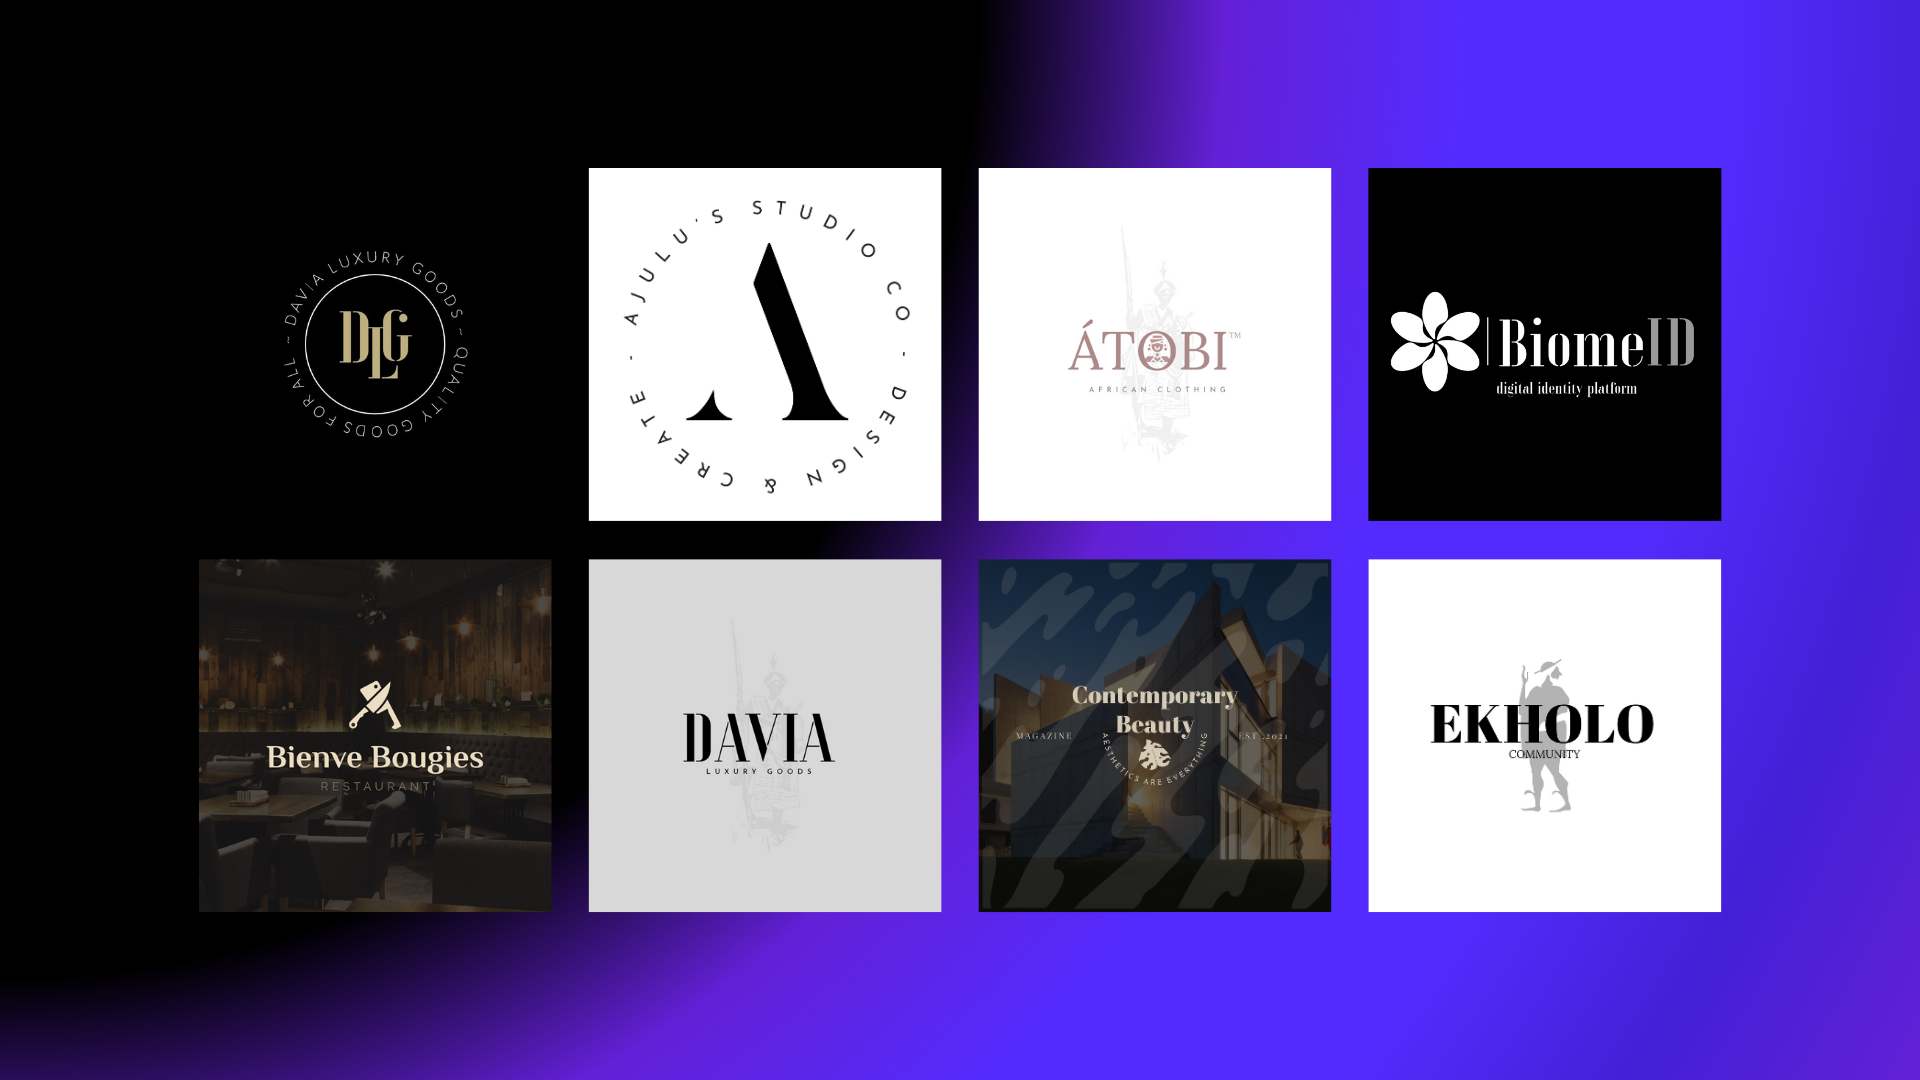 DAVIA LUXURY GOODS ~ QUALITY GOODS FOR ALL ~
DLG
AJULU'S STUDIO CO - DESIGN & CREATE -
A
ÁTOBI™
AFRICAN CLOTHING
BiomeID
digital identity platform
Bienve Bougies
RESTAURANT
DAVIA
LUXURY GOODS
Contemporary
Beauty
MAGAZINE
EST .2021
AESTHETICS ARE EVERYTHING
EKHOLO
COMMUNITY